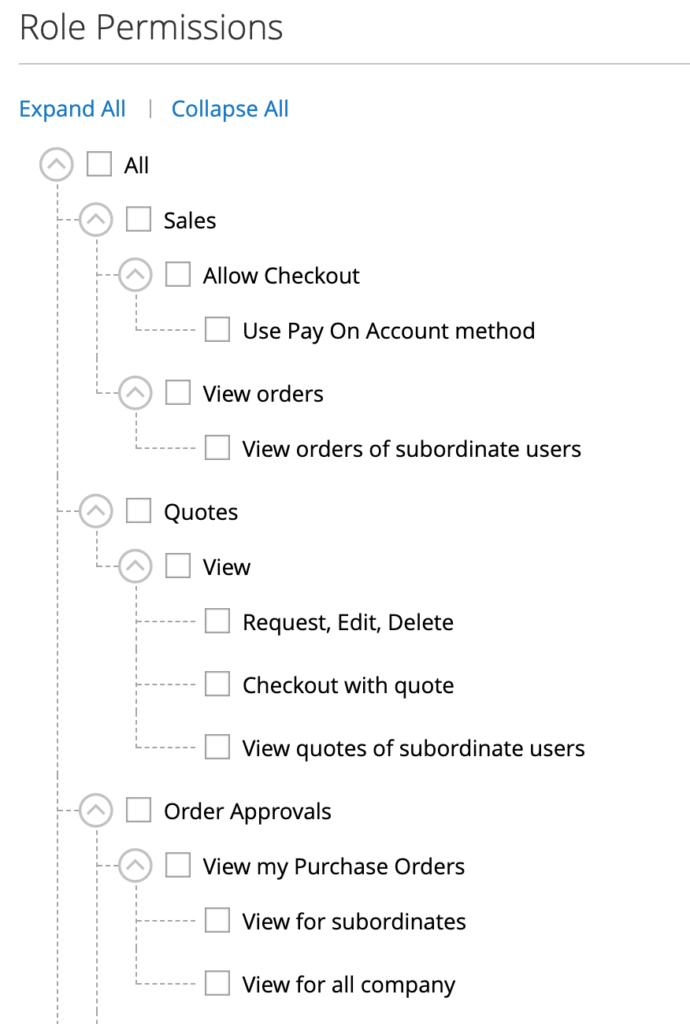 Role Permissions
Expand All | Collapse All
All
Sales
Allow Checkout
Use Pay On Account method
View orders
View orders of subordinate users
Quotes
View
Request, Edit, Delete
Checkout with quote
View quotes of subordinate users
Order Approvals
View my Purchase Orders
View for subordinates
View for all company